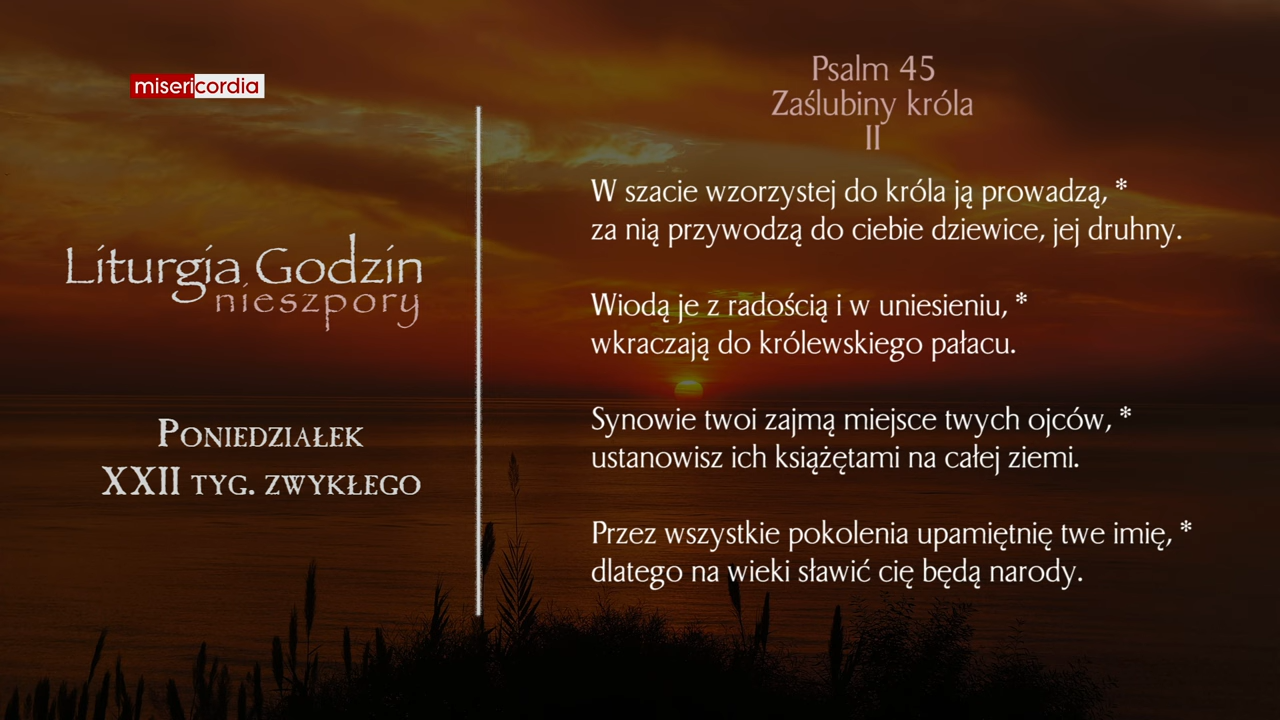 misericordia
Liturgia Godzin
nieszpory
Poniedziałek
XXII tyg. zwykłego
Psalm 45
Zaślubiny króla
II
W szacie wzorzystej do króla ją prowadzą, *
za nią przywodzą do ciebie dziewice, jej druhny.
Wiodą je z radością i w uniesieniu, *
wkraczają do królewskiego pałacu.
Synowie twoi zajmą miejsce twych ojców, *
ustanowisz ich książętami na całej ziemi.
Przez wszystkie pokolenia upamiętnię twe imię, *
dlatego na wieki sławić cię będą narody.